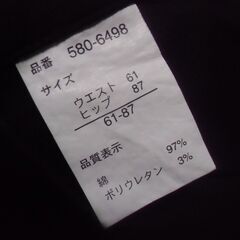 品番 580-6498
サイズ
ウエスト 61
ヒップ 87
61-87
品質表示
綿 97%
ポリウレタン 3%